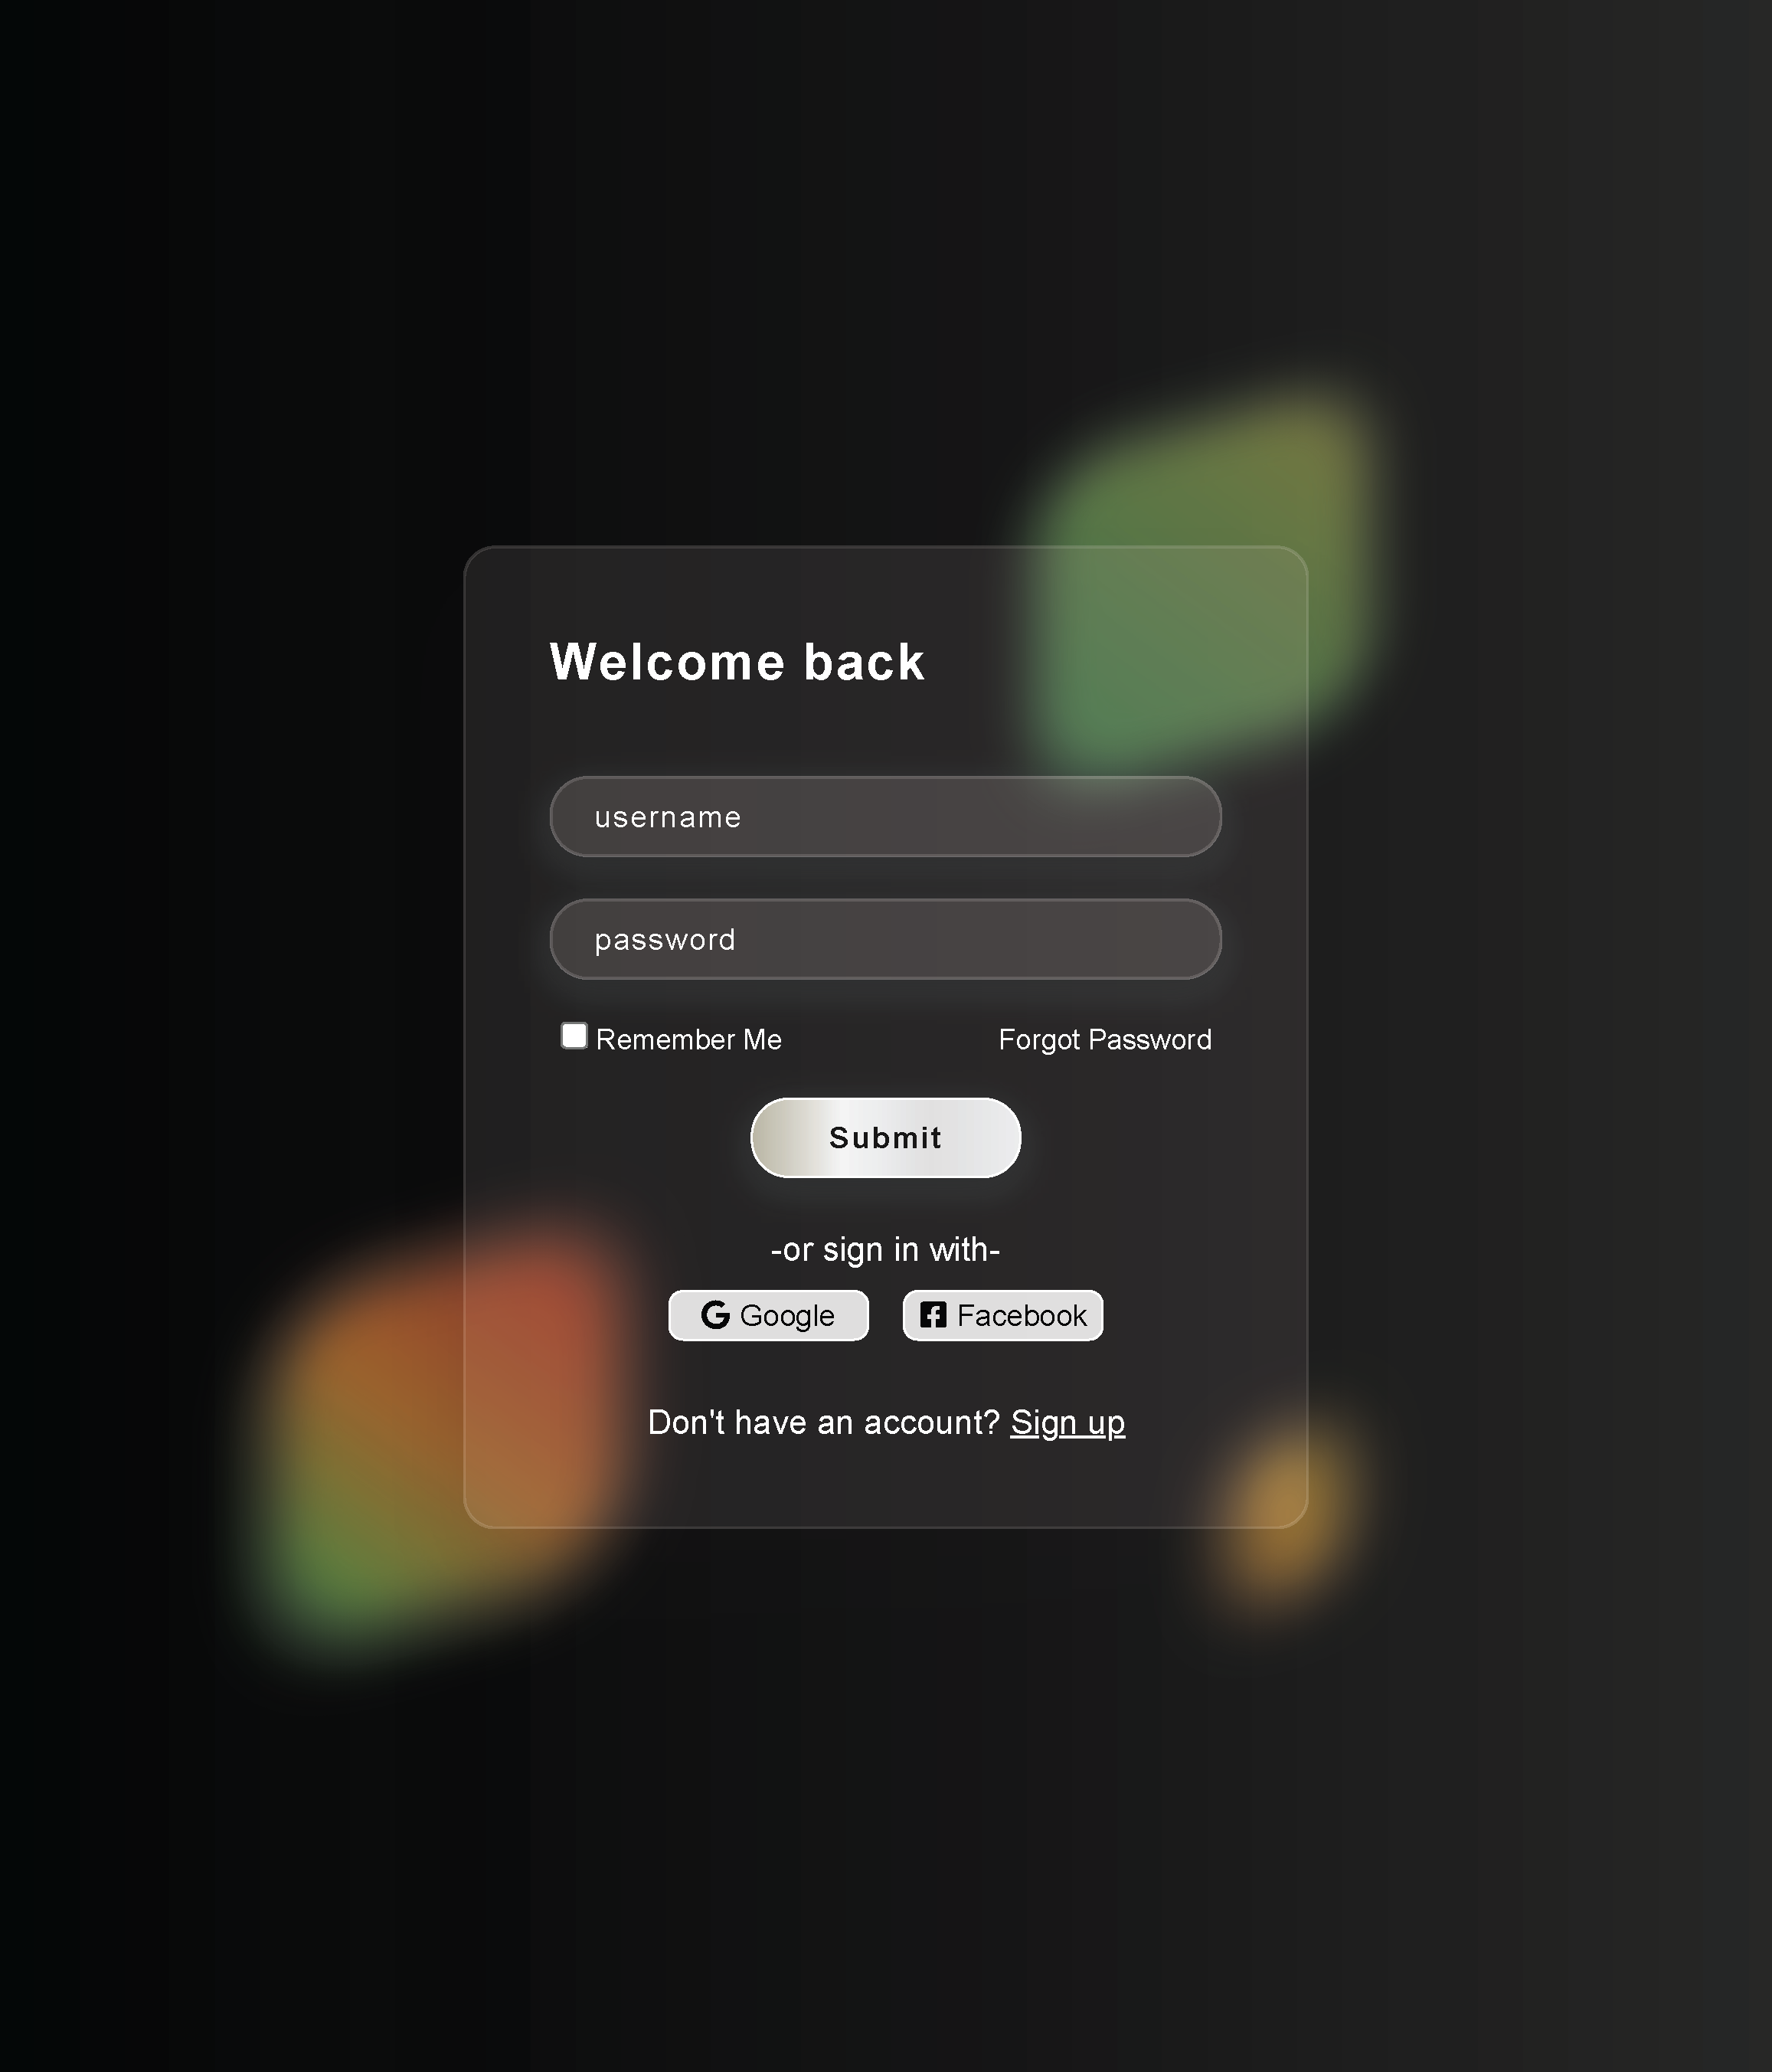 Welcome back
username
password
Remember Me Forgot Password
Submit
-or sign in with-
Google Facebook
Don't have an account? Sign up